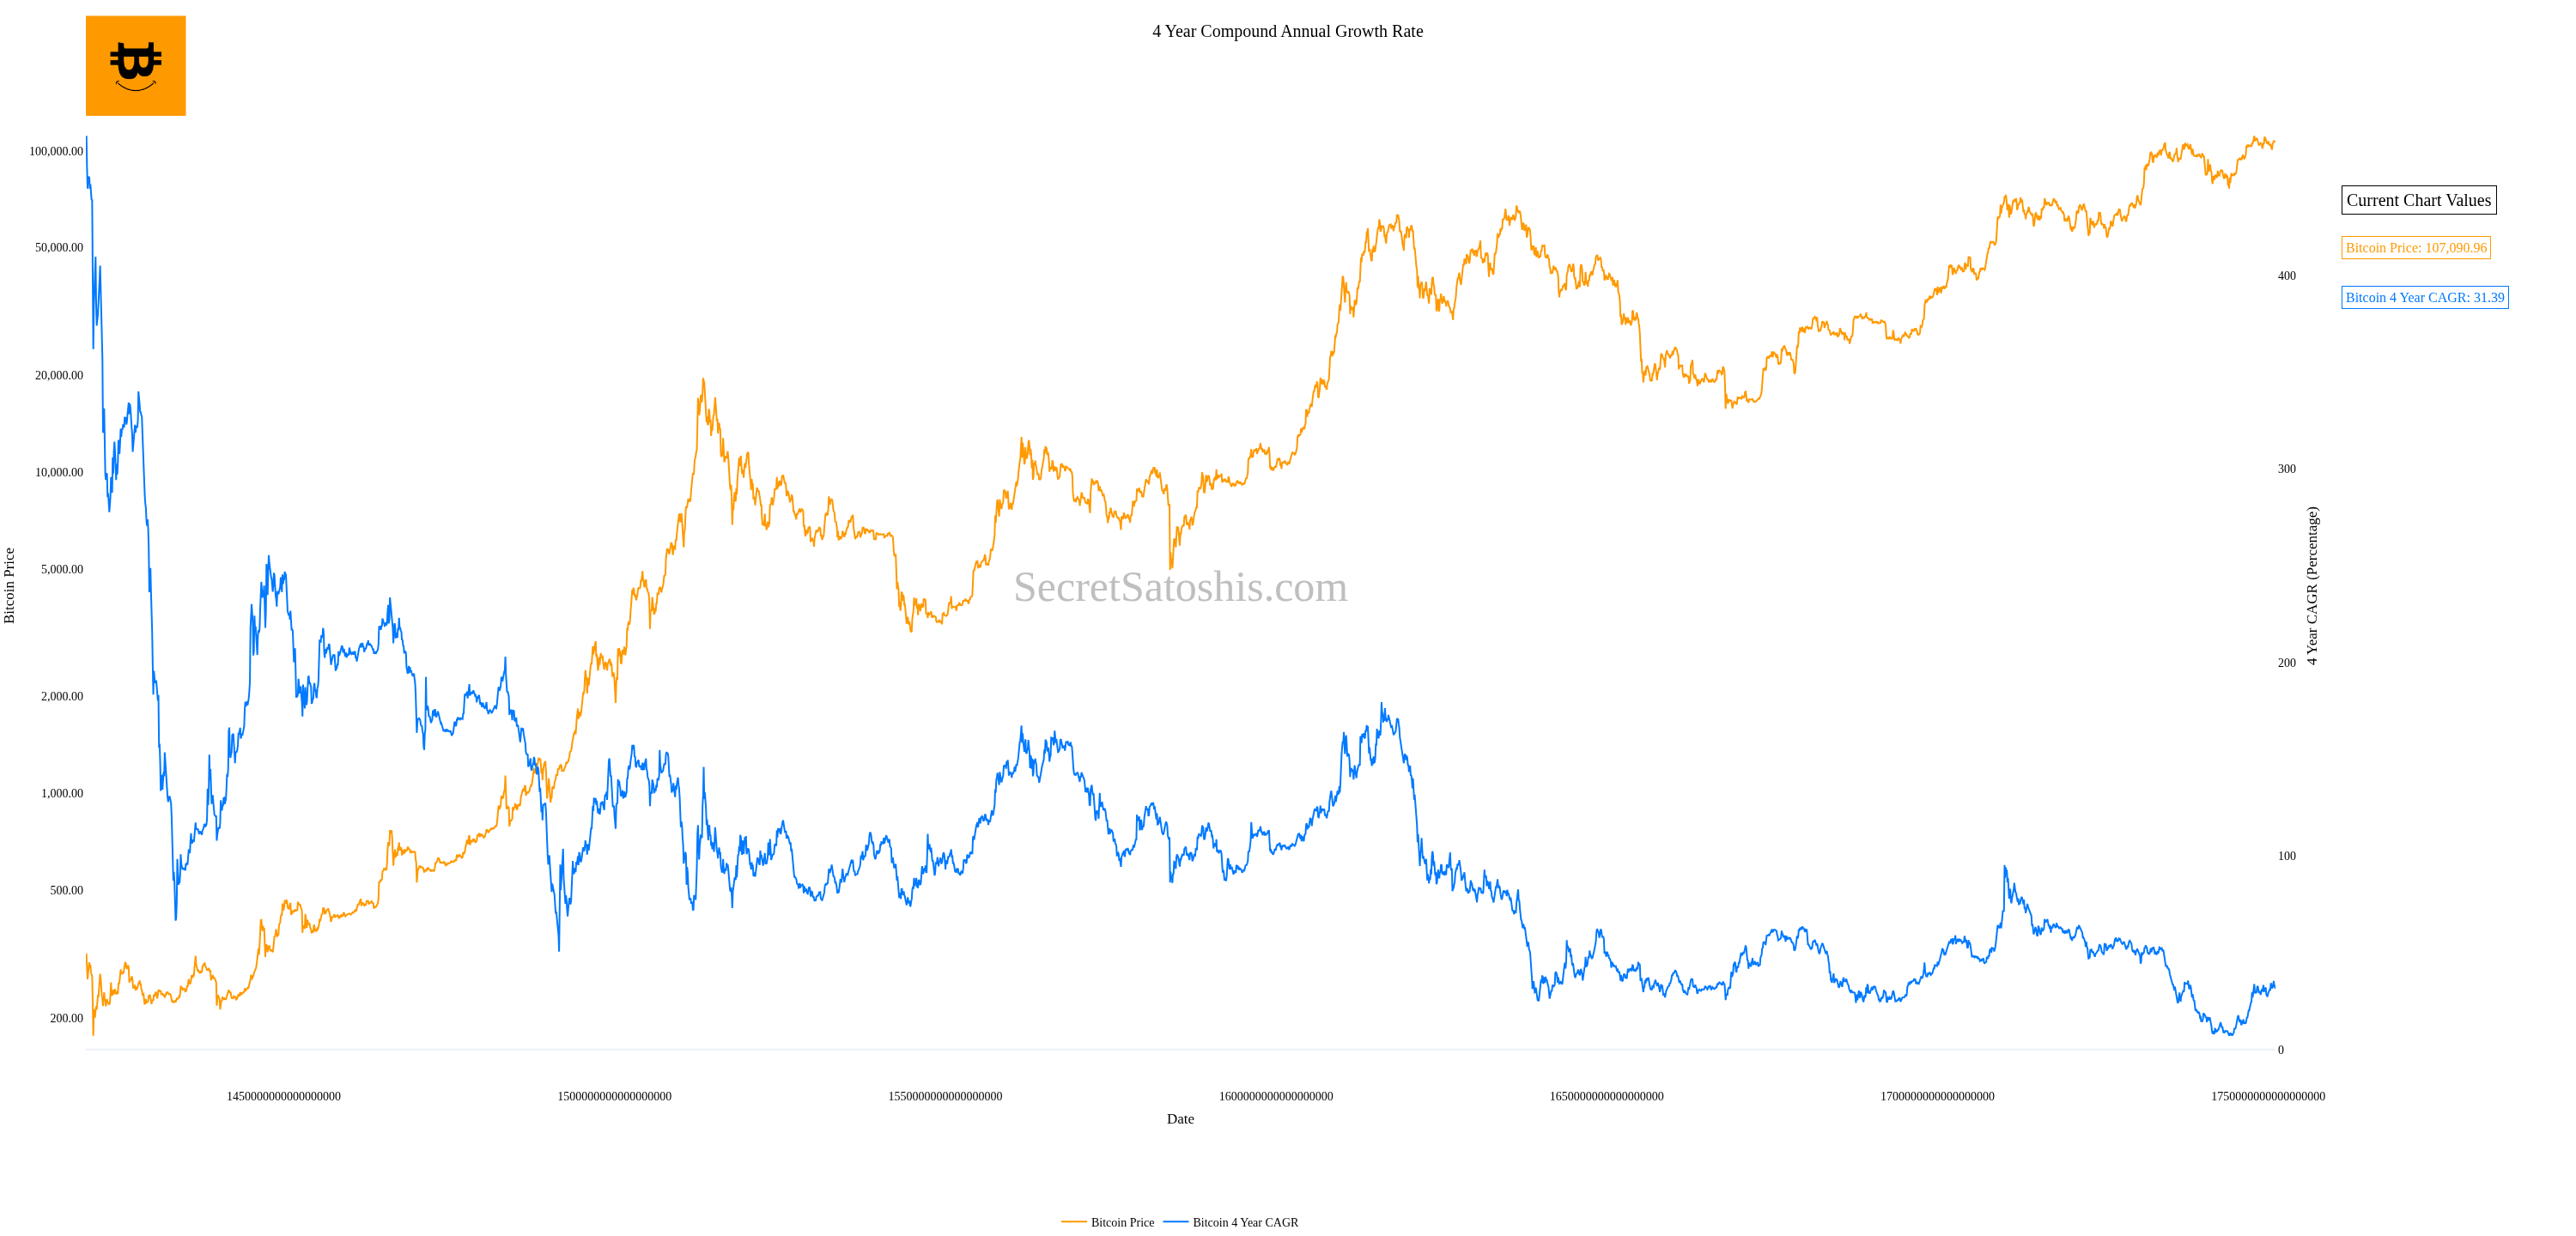 4 Year Compound Annual Growth Rate
100,000.00
50,000.00
20,000.00
10,000.00
5,000.00
2,000.00
1,000.00
500.00
200.00
Bitcoin Price
SecretSatoshis.com
400
300
200
100
0
4 Year CAGR (Percentage)
Current Chart Values
Bitcoin Price: 107,090.96
Bitcoin 4 Year CAGR: 31.39
1450000000000000000 1500000000000000000 1550000000000000000 1600000000000000000 1650000000000000000 1700000000000000000 1750000000000000000
Date
Bitcoin Price Bitcoin 4 Year CAGR